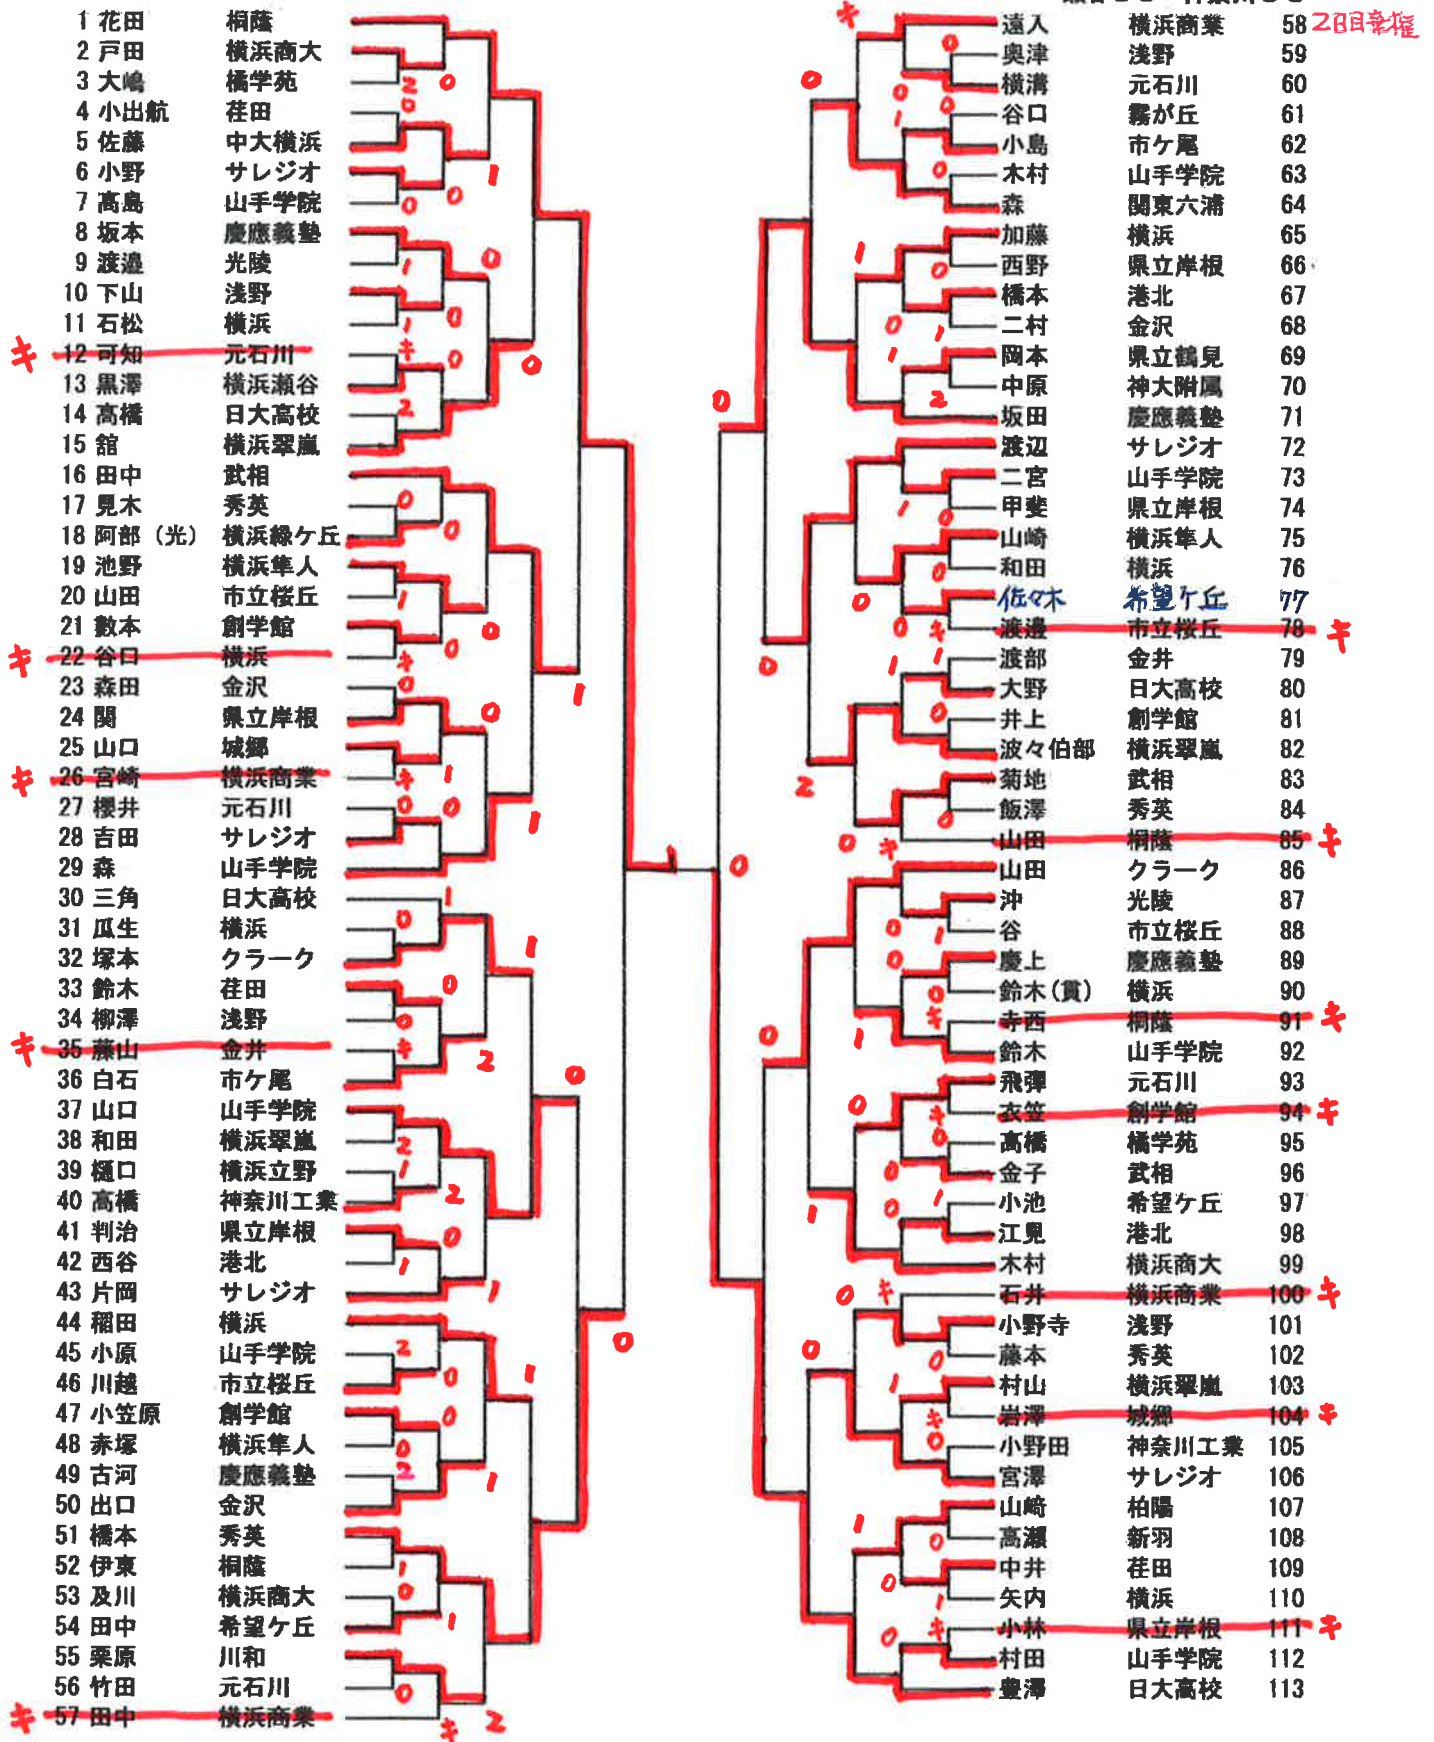 1 花田 桐蔭
2 戸田 横浜商大
3 大嶋 橘学苑
4 小出航 荏田
5 佐藤 中大横浜
6 小野 サレジオ
7 高島 山手学院
8 坂本 慶應義塾
9 渡邉 光陵
10 下山 浅野
11 石松 横浜
キ 12 可知 元石川
13 黒澤 横浜瀬谷
14 高橋 日大高校
15 舘 横浜翠嵐
16 田中 武相
17 見木 秀英
18 阿部（光） 横浜緑ケ丘
19 池野 横浜隼人
20 山田 市立桜丘
21 數本 創学館
キ 22 谷口 横浜
23 森田 金沢
24 関 県立岸根
25 山口 城郷
キ 26 宮崎 横浜商業
27 櫻井 元石川
28 吉田 サレジオ
29 森 山手学院
30 三角 日大高校
31 瓜生 横浜
32 塚本 クラーク
33 鈴木 荏田
34 柳澤 浅野
キ 35 藤山 金井
36 白石 市ケ尾
37 山口 山手学院
38 和田 横浜翠嵐
39 樋口 横浜立野
40 高橋 神奈川工業
41 判治 県立岸根
42 西谷 港北
43 片岡 サレジオ
44 稲田 横浜
45 小原 山手学院
46 川越 市立桜丘
47 小笠原 創学館
48 赤塚 横浜隼人
49 古河 慶應義塾
50 出口 金沢
51 橋本 秀英
52 伊東 桐蔭
53 及川 横浜商大
54 田中 希望ケ丘
55 栗原 川和
56 竹田 元石川
キ 57 田中 横浜商業
遠入 横浜商業 58 2日目棄権
奥津 浅野 59
横溝 元石川 60
谷口 霧が丘 61
小島 市ケ尾 62
木村 山手学院 63
森 関東六浦 64
加藤 横浜 65
西野 県立岸根 66
橋本 港北 67
二村 金沢 68
岡本 県立鶴見 69
中原 神大附属 70
坂田 慶應義塾 71
渡辺 サレジオ 72
二宮 山手学院 73
甲斐 県立岸根 74
山崎 横浜隼人 75
和田 横浜 76
佐々木 希望ケ丘 77
渡邊 市立桜丘 78 キ
渡部 金井 79
大野 日大高校 80
井上 創学館 81
波々伯部 横浜翠嵐 82
菊地 武相 83
飯澤 秀英 84
山田 桐蔭 85 キ
山田 クラーク 86
沖 光陵 87
谷 市立桜丘 88
慶上 慶應義塾 89
鈴木(貫) 横浜 90
寺西 桐蔭 91 キ
鈴木 山手学院 92
飛彈 元石川 93
衣笠 創学館 94 キ
高橋 橘学苑 95
金子 武相 96
小池 希望ケ丘 97
江見 港北 98
木村 横浜商大 99
石井 横浜商業 100 キ
小野寺 浅野 101
藤本 秀英 102
村山 横浜翠嵐 103
岩澤 城郷 104 キ
小野田 神奈川工業 105
宮澤 サレジオ 106
山﨑 柏陽 107
高瀬 新羽 108
中井 荏田 109
矢内 横浜 110
小林 県立岸根 111 キ
村田 山手学院 112
豊澤 日大高校 113